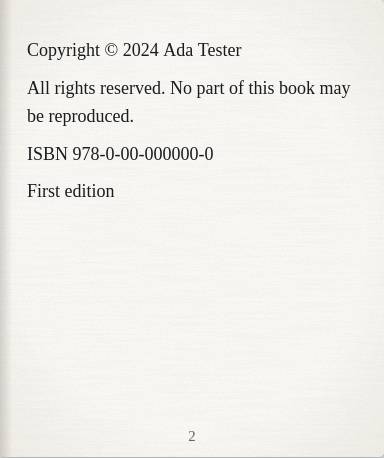 Copyright © 2024 Ada Tester
All rights reserved. No part of this book may
be reproduced.
ISBN 978-0-00-000000-0
First edition
2